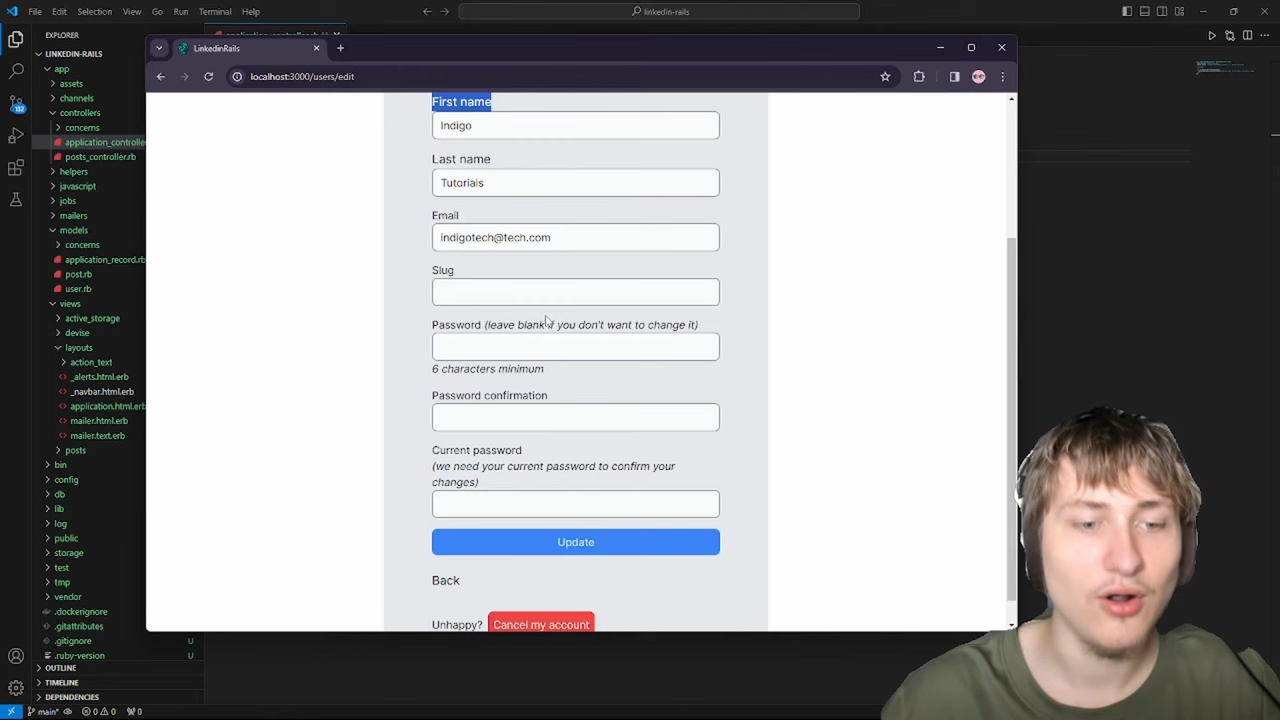 File Edit Selection View Go Run Terminal Help
linkedin-rails
EXPLORER
LINKEDIN-RAILS
app
assets
channels
controllers
concerns
application_controller
posts_controller.rb
helpers
javascript
jobs
mailers
models
concerns
application_record.rb
post.rb
user.rb
views
active_storage
devise
layouts
action_text
_alerts.html.erb
_navbar.html.erb
application.html.erb
mailer.html.erb
mailer.text.erb
posts
bin
config
db
lib
log
public
storage
test
tmp
vendor
.dockerignore
.gitattributes
.gitignore U
.ruby-version U
OUTLINE
TIMELINE
DEPENDENCIES
main* 0 0 0
132
LinkedinRails
localhost:3000/users/edit
First name
Indigo
Last name
Tutorials
Email
indigotech@tech.com
Slug
Password (leave blank if you don't want to change it)
6 characters minimum
Password confirmation
Current password
(we need your current password to confirm your
changes)
Update
Back
Unhappy? Cancel my account